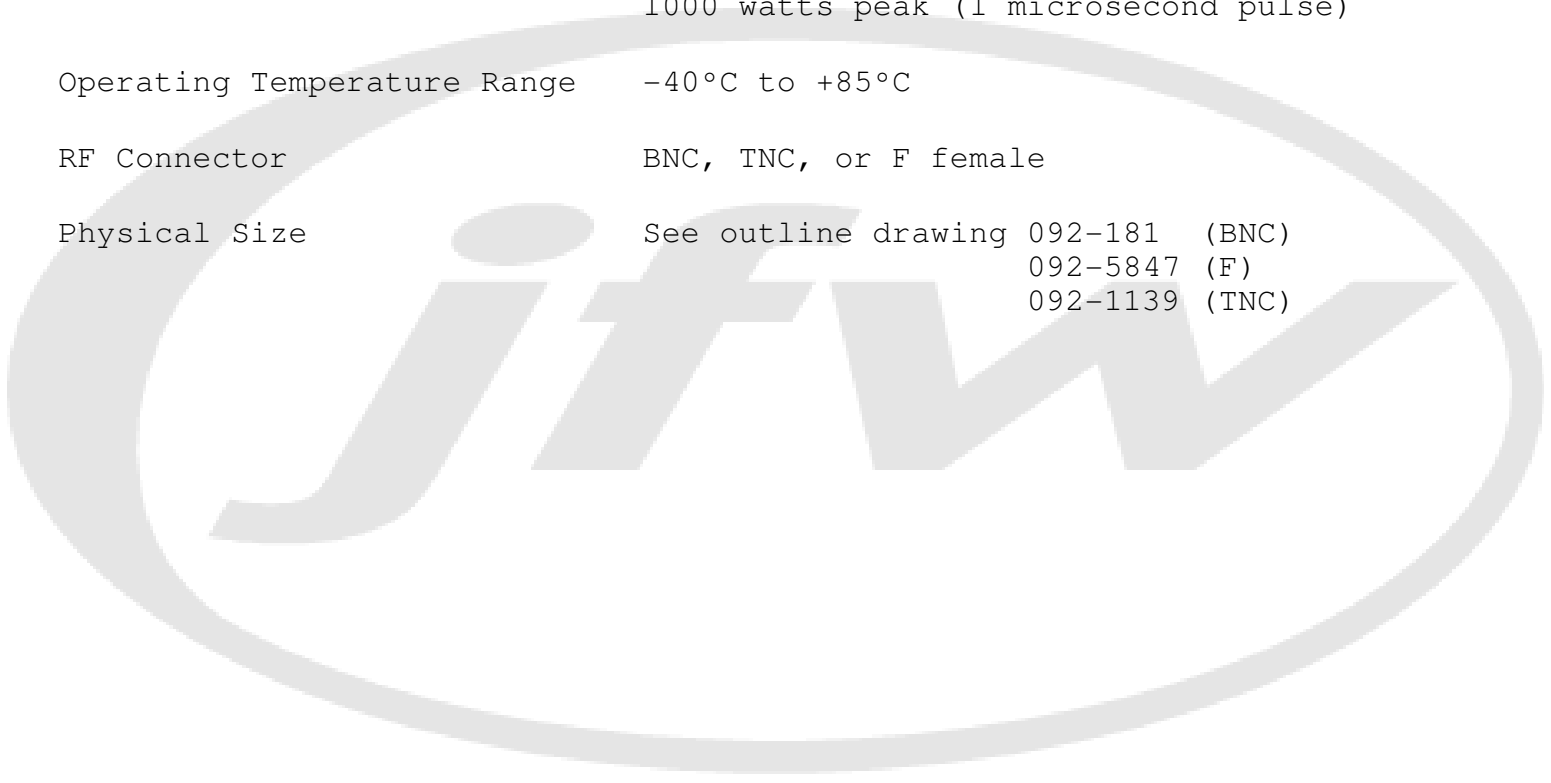 1000 watts peak (1 microsecond pulse)
Operating Temperature Range -40°C to +85°C
RF Connector BNC, TNC, or F female
Physical Size See outline drawing 092-181 (BNC)
092-5847 (F)
092-1139 (TNC)
jfw